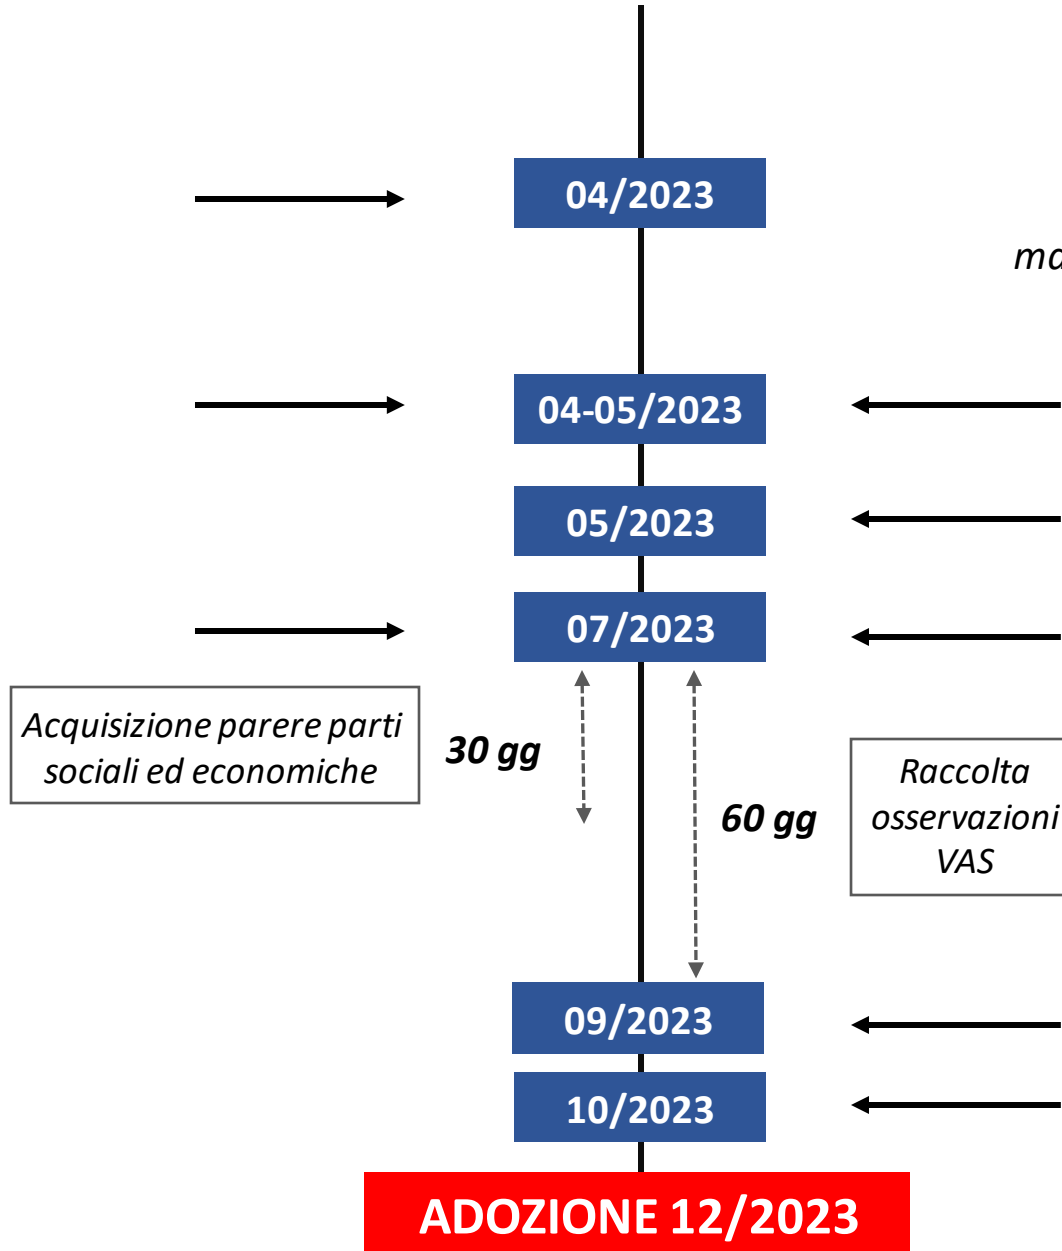 04/2023
04-05/2023
05/2023
07/2023
Acquisizione parere parti
sociali ed economiche
30 gg
60 gg
Raccolta
osservazioni
VAS
09/2023
10/2023
ADOZIONE 12/2023